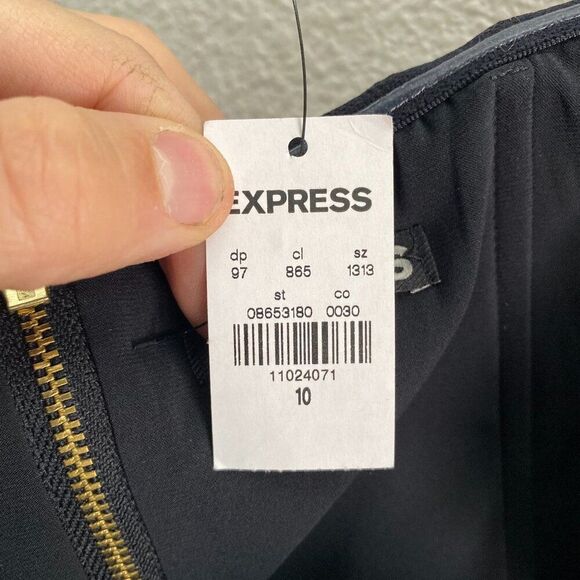 EXPRESS
dp cl sz
97 865 1313
st co
08653180 0030
11024071
10